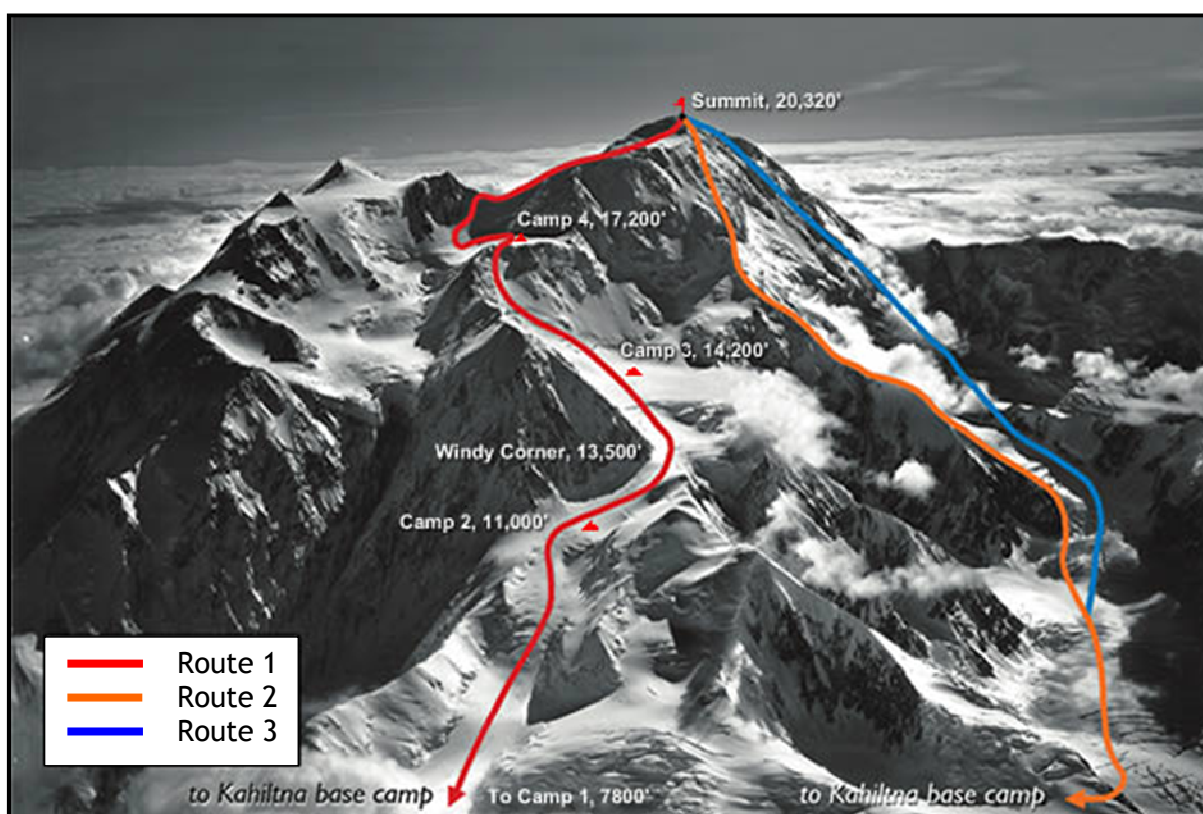 Summit, 20,320'
Camp 4, 17,200'
Camp 3, 14,200'
Windy Corner, 13,500'
Camp 2, 11,000'
Route 1
Route 2
Route 3
to Kahiltna base camp
To Camp 1, 7800'
to Kahiltna base camp